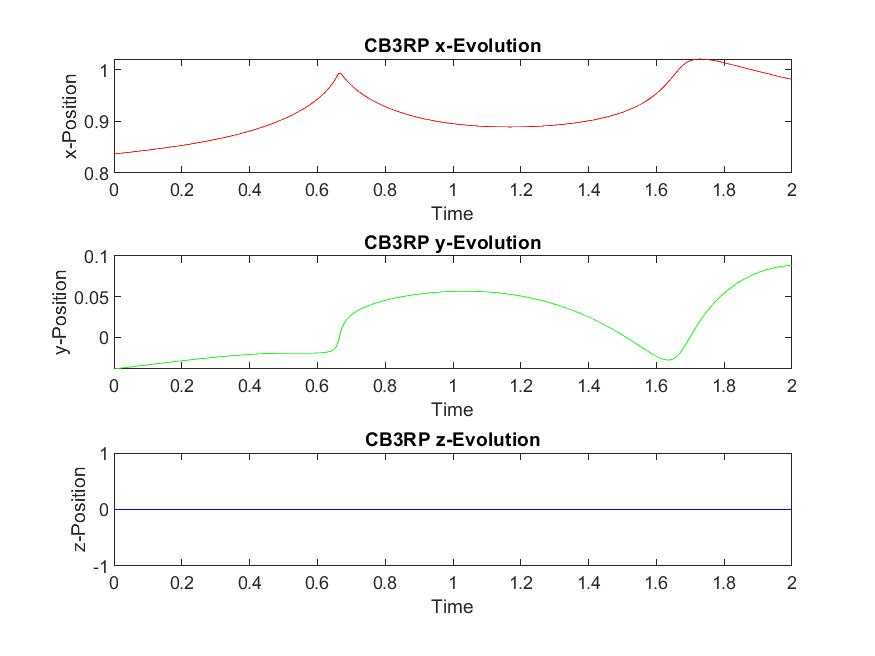 CB3RP x-Evolution
x-Position
1
0.9
0.8
0 0.2 0.4 0.6 0.8 1 1.2 1.4 1.6 1.8 2
Time
CB3RP y-Evolution
y-Position
0.1
0.05
0
0 0.2 0.4 0.6 0.8 1 1.2 1.4 1.6 1.8 2
Time
CB3RP z-Evolution
z-Position
1
0
-1
0 0.2 0.4 0.6 0.8 1 1.2 1.4 1.6 1.8 2
Time